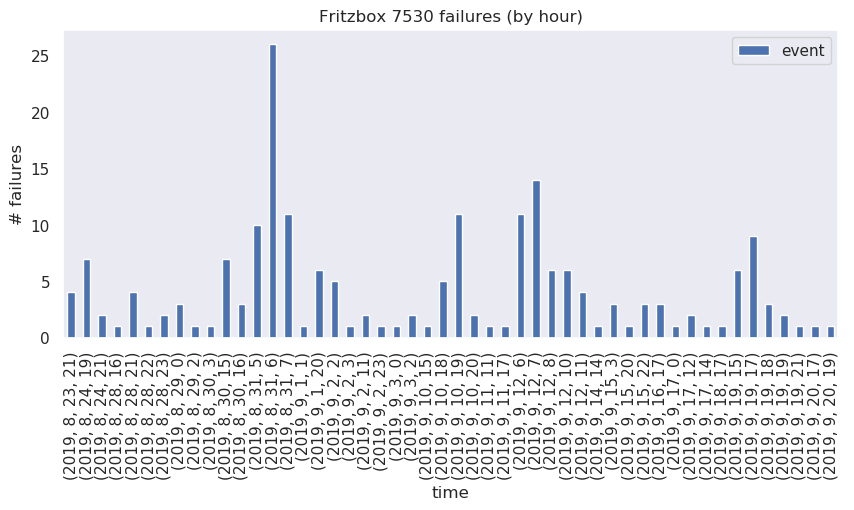 Fritzbox 7530 failures (by hour)
event
# failures
25
20
15
10
5
0
(2019, 8, 23, 21)
(2019, 8, 24, 19)
(2019, 8, 24, 21)
(2019, 8, 28, 16)
(2019, 8, 28, 21)
(2019, 8, 28, 22)
(2019, 8, 28, 23)
(2019, 8, 29, 0)
(2019, 8, 29, 2)
(2019, 8, 30, 3)
(2019, 8, 30, 15)
(2019, 8, 30, 16)
(2019, 8, 31, 5)
(2019, 8, 31, 6)
(2019, 8, 31, 7)
(2019, 9, 1, 1)
(2019, 9, 1, 20)
(2019, 9, 2, 2)
(2019, 9, 2, 3)
(2019, 9, 2, 11)
(2019, 9, 2, 23)
(2019, 9, 3, 0)
(2019, 9, 3, 2)
(2019, 9, 10, 15)
(2019, 9, 10, 18)
(2019, 9, 10, 19)
(2019, 9, 10, 20)
(2019, 9, 11, 11)
(2019, 9, 11, 17)
(2019, 9, 12, 6)
(2019, 9, 12, 7)
(2019, 9, 12, 8)
(2019, 9, 12, 10)
(2019, 9, 12, 11)
(2019, 9, 14, 14)
(2019, 9, 15, 3)
(2019, 9, 15, 20)
(2019, 9, 15, 22)
(2019, 9, 16, 17)
(2019, 9, 17, 0)
(2019, 9, 17, 12)
(2019, 9, 17, 14)
(2019, 9, 18, 17)
(2019, 9, 19, 15)
(2019, 9, 19, 17)
(2019, 9, 19, 18)
(2019, 9, 19, 19)
(2019, 9, 19, 21)
(2019, 9, 20, 17)
(2019, 9, 20, 19)
time